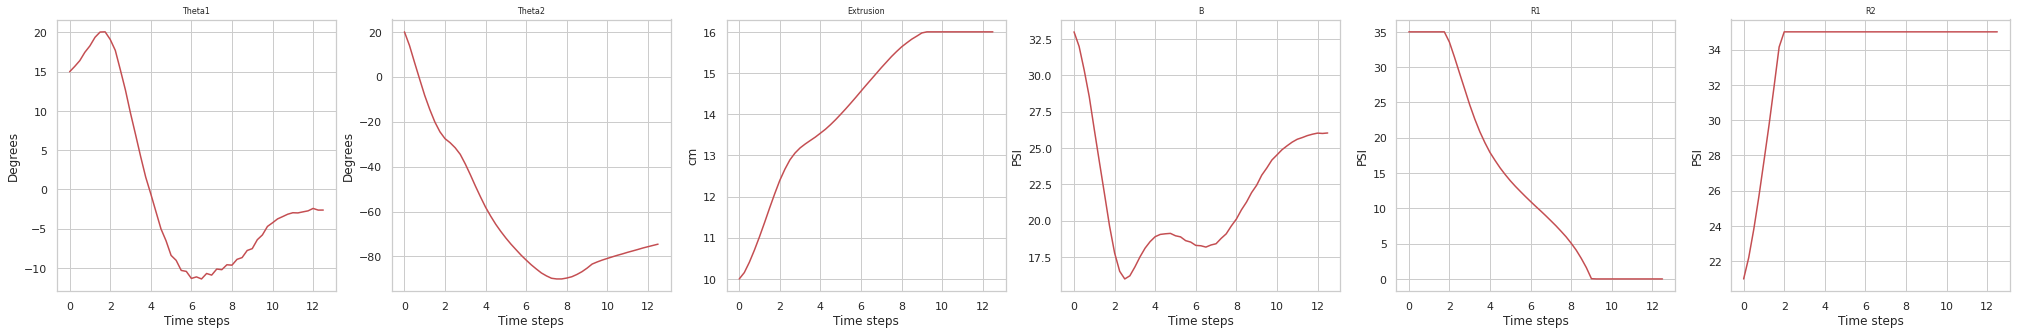 Theta1
Degrees
20
15
10
5
0
−5
−10
0 2 4 6 8 10 12
Time steps
Theta2
Degrees
20
0
−20
−40
−60
−80
0 2 4 6 8 10 12
Time steps
Extrusion
cm
16
15
14
13
12
11
10
0 2 4 6 8 10 12
Time steps
B
PSI
32.5
30.0
27.5
25.0
22.5
20.0
17.5
0 2 4 6 8 10 12
Time steps
R1
PSI
35
30
25
20
15
10
5
0
0 2 4 6 8 10 12
Time steps
R2
PSI
34
32
30
28
26
24
22
0 2 4 6 8 10 12
Time steps